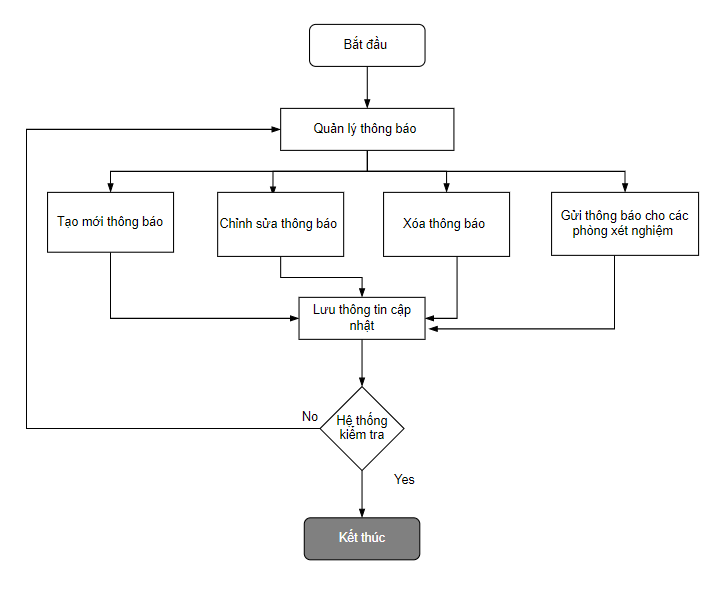 Bắt đầu
Quản lý thông báo
Tạo mới thông báo
Chỉnh sửa thông báo
Xóa thông báo
Gửi thông báo cho các
phòng xét nghiệm
Lưu thông tin cập
nhật
No
Hệ thống
kiểm tra
Yes
Kết thúc